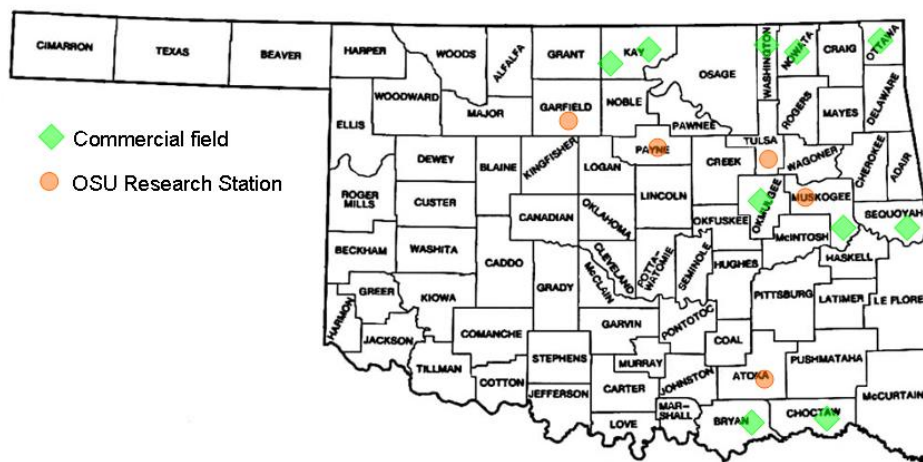 CIMARRON
TEXAS
BEAVER
HARPER
WOODS
ALFALFA
GRANT
KAY
OSAGE
WASHINGTON
NOWATA
CRAIG
OTTAWA
WOODWARD
MAJOR
GARFIELD
NOBLE
PAWNEE
ROGERS
MAYES
DELAWARE
ELLIS
Commercial field
OSU Research Station
DEWEY
BLAINE
KINGFISHER
LOGAN
PAYNE
CREEK
TULSA
WAGONER
CHEROKEE
ADAIR
ROGER
MILLS
CUSTER
CANADIAN
OKLAHOMA
LINCOLN
OKFUSKEE
OKMULGEE
MUSKOGEE
SEQUOYAH
BECKHAM
WASHITA
CADDO
GRADY
CLEVELAND
McCLAIN
POTTA-
WATOMIE
SEMINOLE
HUGHES
McINTOSH
HASKELL
HARMON
GREER
KIOWA
PITTSBURG
LATIMER
LE FLORE
JACKSON
COMANCHE
GARVIN
PONTOTOC
COAL
TILLMAN
COTTON
STEPHENS
MURRAY
JOHNSTON
ATOKA
PUSHMATAHA
JEFFERSON
CARTER
MAR-
SHALL
LOVE
BRYAN
CHOCTAW
McCURTAIN